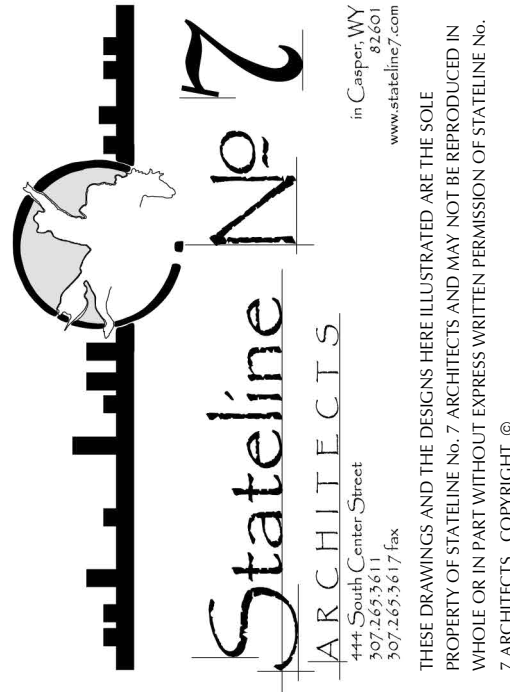 Stateline No 7
ARCHITECTS
444 South Center Street
307.265.3611
307.265.3617 fax
in Casper, WY
82601
www.stateline7.com
THESE DRAWINGS AND THE DESIGNS HERE ILLUSTRATED ARE THE SOLE
PROPERTY OF STATELINE No. 7 ARCHITECTS AND MAY NOT BE REPRODUCED IN
WHOLE OR IN PART WITHOUT EXPRESS WRITTEN PERMISSION OF STATELINE No.
7 ARCHITECTS COPYRIGHT ©